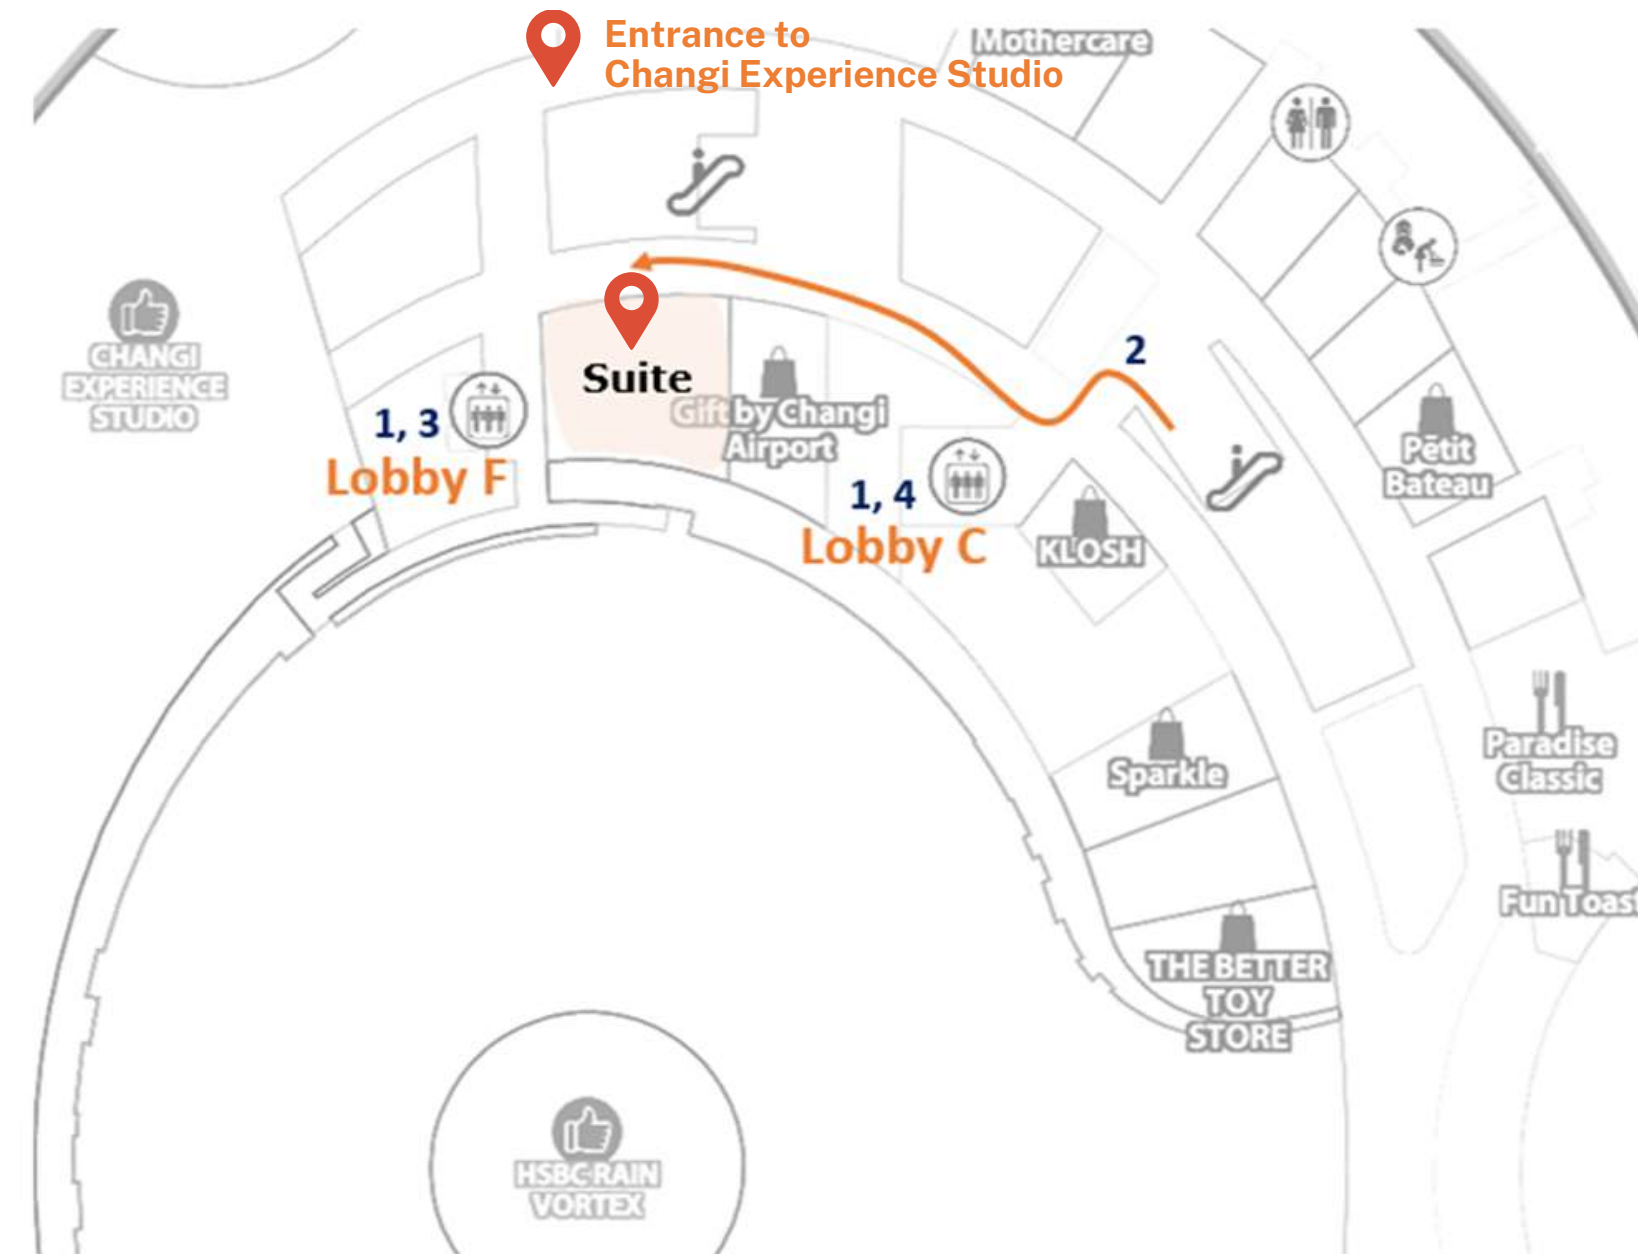 Entrance to
Changi Experience Studio
Mothercare
CHANGI
EXPERIENCE
STUDIO
Suite
2
1, 3
Lobby F
Gift by Changi
Airport
1, 4
Lobby C
KLOSH
Petit
Bateau
Sparkle
Paradise
Classic
Fun Toast
THE BETTER
TOY
STORE
HSBC RAIN
VORTEX